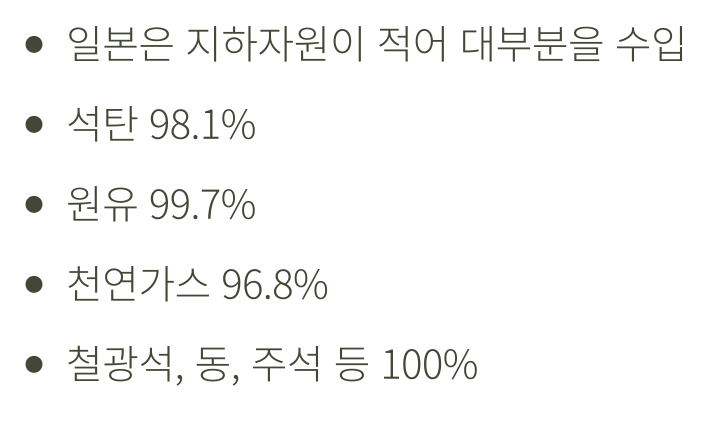 ● 일본은 지하자원이 적어 대부분을 수입
● 석탄 98.1%
● 원유 99.7%
● 천연가스 96.8%
● 철광석, 동, 주석 등 100%